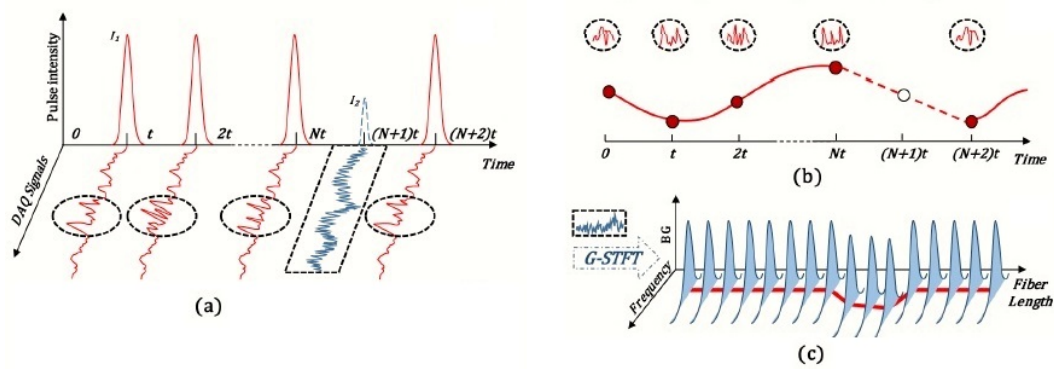 Pulse intensity
I₁
I₂
0
t
2t
Nt
(N+1)t
(N+2)t
Time
DAQ Signals
(a)
0
t
2t
Nt
(N+1)t
(N+2)t
Time
(b)
G-STFT
BG
Frequency
Fiber
Length
(c)